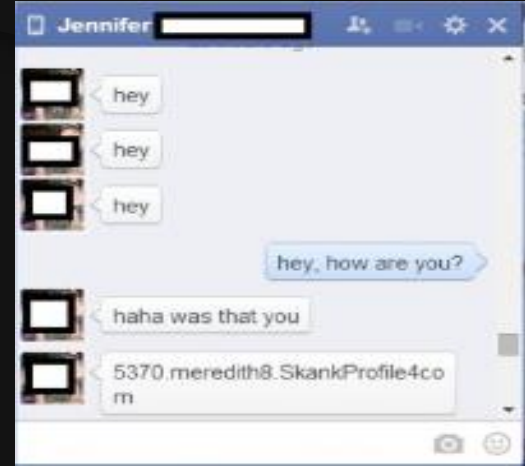 Jennifer
hey
hey
hey
hey, how are you?
haha was that you
5370.meredith8.SkankProfile4co
m